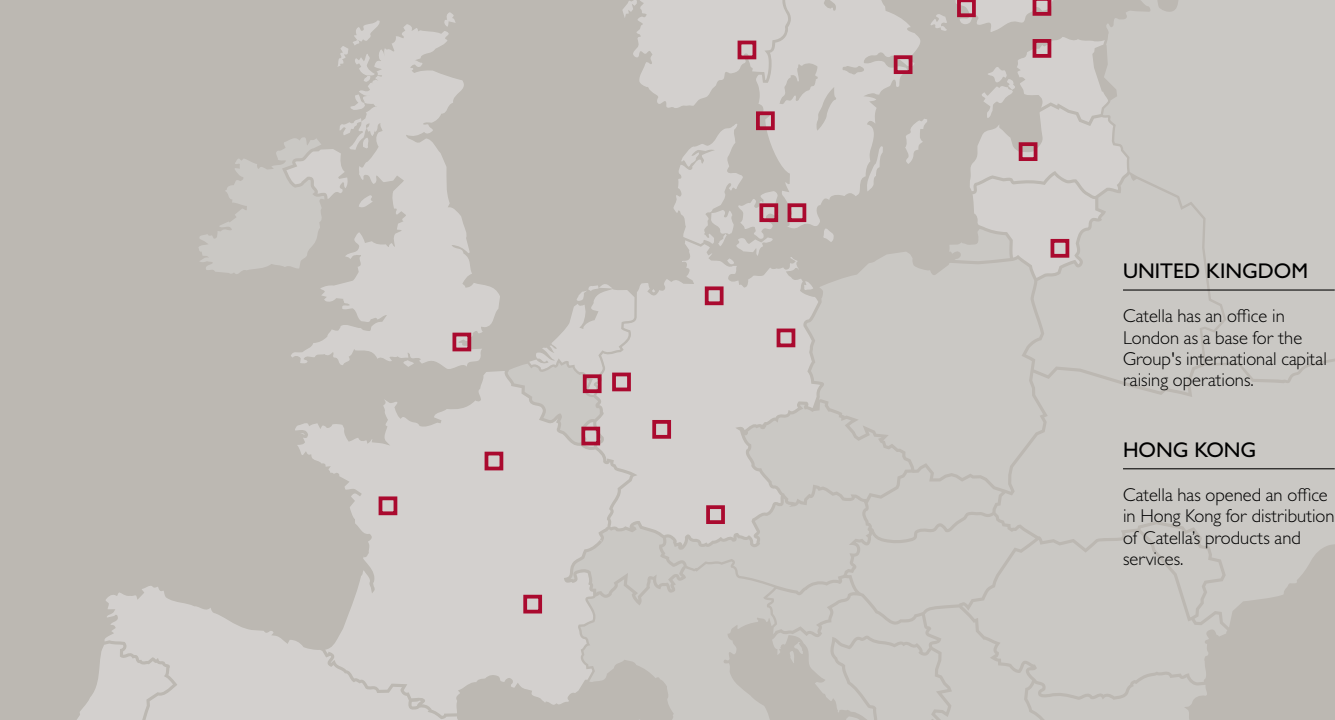 UNITED KINGDOM
Catella has an office in
London as a base for the
Group's international capital
raising operations.
HONG KONG
Catella has opened an office
in Hong Kong for distribution
of Catella's products and
services.